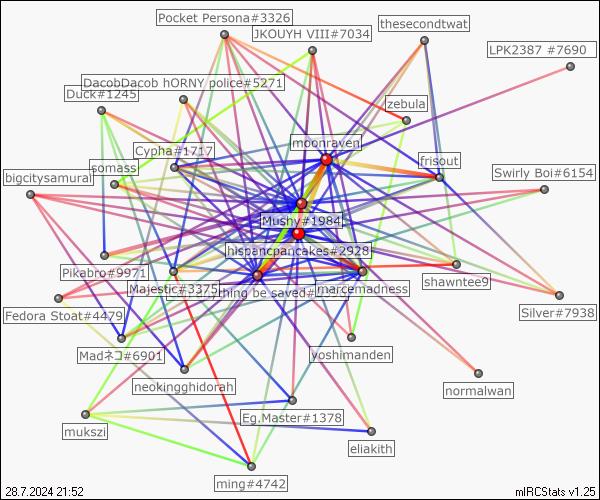 Pocket Persona#3326
thesecondtwat
JKOUYH VIII#7034
LPK2387 #7690
DacobDacob hORNY police#5271
Duck#1245
zebula
Cypha#1717
moonraven
somass
frisout
bigcitysamurai
Swirly Boi#6154
Mushy#1984
hispancpancakes#2928
Pikabro#9971
shawntee9
Majestic#3375
thing be saved#
marcemadness
Fedora Stoat#4479
Silver#7938
Madネコ#6901
yoshimanden
neokingghidorah
normalwan
Eg.Master#1378
mukszi
eliakith
ming#4742
28.7.2024 21:52
mIRCStats v1.25